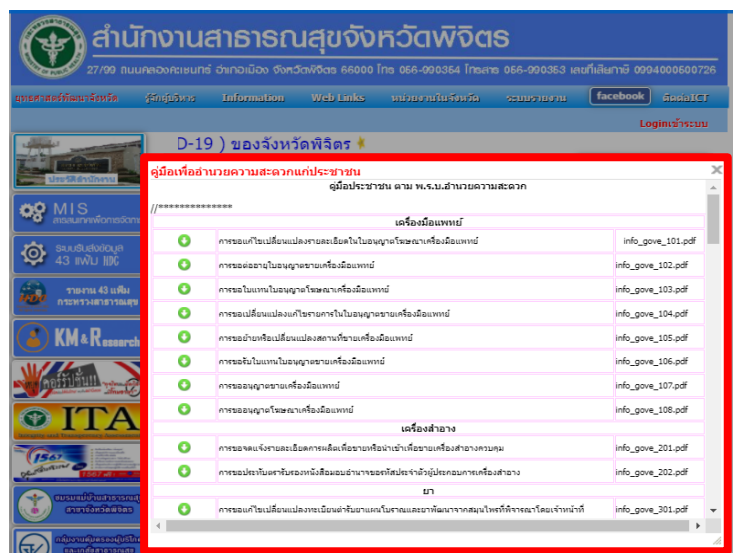 สำนักงานสาธารณสุขจังหวัดพิจิตร
27/99 ถนนคลองคะเชนทร์ อำเภอเมือง จังหวัดพิจิตร 66000 โทร 056-990354 โทรสาร 056-990353 เลขที่เสียภาษี 0994000600726
ยุทธศาสตร์พัฒนาจังหวัด รู้จักผู้บริหาร Information Web Links หน่วยงานในจังหวัด ระบบรายงาน facebook ติดต่อICT
Loginเข้าระบบ
D-19 ) ของจังหวัดพิจิตร
ประวัติสำนักงาน
MIS
สารสนเทศเพื่อการจัดการ
ระบบรับส่งข้อมูล
43 แฟ้ม HDC
รายงาน 43 แฟ้ม
กระทรวงสาธารณสุข
KM & Research
ITA
1567
คู่มือเพื่ออำนวยความสะดวกแก่ประชาชน
คู่มือประชาชน ตาม พ.ร.บ.อำนวยความสะดวก
//**************
เครื่องมือแพทย์
การขอแก้ไขเปลี่ยนแปลงรายละเอียดในใบอนุญาตโฆษณาเครื่องมือแพทย์ info_gove_101.pdf
การขอต่ออายุใบอนุญาตขายเครื่องมือแพทย์ info_gove_102.pdf
การขอใบแทนใบอนุญาตโฆษณาเครื่องมือแพทย์ info_gove_103.pdf
การขอเปลี่ยนแปลงแก้ไขรายการในใบอนุญาตขายเครื่องมือแพทย์ info_gove_104.pdf
การขอย้ายหรือเปลี่ยนแปลงสถานที่ขายเครื่องมือแพทย์ info_gove_105.pdf
การขอรับใบแทนใบอนุญาตขายเครื่องมือแพทย์ info_gove_106.pdf
การขออนุญาตขายเครื่องมือแพทย์ info_gove_107.pdf
การขออนุญาตโฆษณาเครื่องมือแพทย์ info_gove_108.pdf
เครื่องสำอาง
การขอจดแจ้งรายละเอียดการผลิตเพื่อขายหรือนำเข้าเพื่อขายเครื่องสำอางควบคุม info_gove_201.pdf
การขอประทับตรารับรองหนังสือมอบอำนาจขอรหัสประจำตัวผู้ประกอบการเครื่องสำอาง info_gove_202.pdf
ยา
การขอแก้ไขเปลี่ยนแปลงทะเบียนตำรับยาแผนโบราณและยาพัฒนาจากสมุนไพรที่พิจารณาโดยเจ้าหน้าที่ info_gove_301.pdf